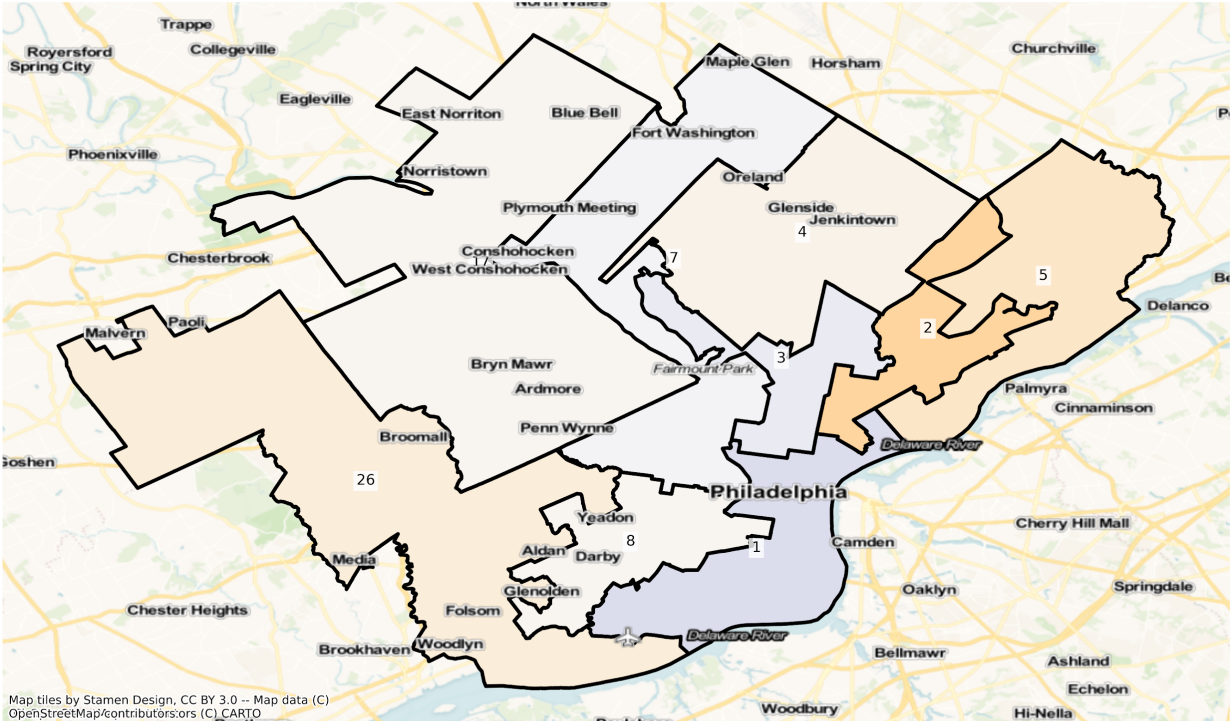 North Wales
Trappe
Royersford
Collegeville
Maple Glen
Horsham
Churchville
Spring City
Eagleville
East Norriton
Blue Bell
Fort Washington
Phoenixville
Norristown
Oreland
Plymouth Meeting
Glenside
Jenkintown
4
Conshohocken
7
Chesterbrook
17
West Conshohocken
5
Delanco
Malvern
Paoli
2
3
Bryn Mawr
Fairmount Park
Ardmore
Palmyra
Cinnaminson
Penn Wynne
Broomall
Delaware River
Goshen
26
Philadelphia
Yeadon
Cherry Hill Mall
8
1
Camden
Aldan
Darby
Media
Glenolden
Oaklyn
Springdale
Chester Heights
Folsom
Delaware River
Brookhaven
Woodlyn
Bellmawr
Ashland
Echelon
Map tiles by Stamen Design, CC BY 3.0 -- Map data (C)
OpenStreetMap contributors (C) CARTO
Woodbury
Hi-Nella